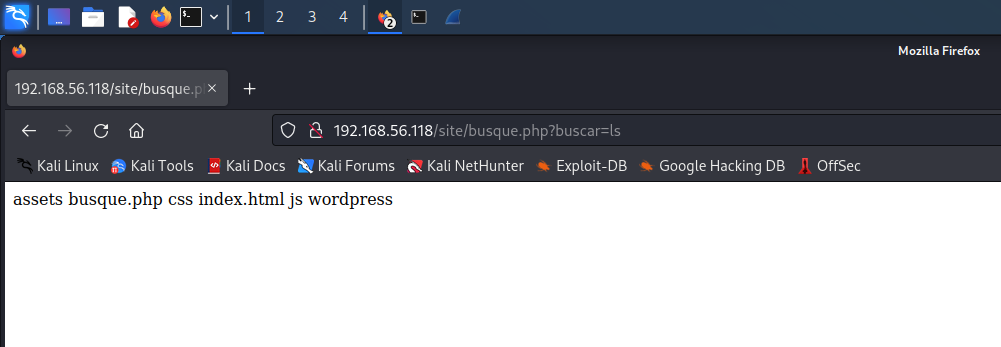 1 2 3 4 2
Mozilla Firefox
192.168.56.118/site/busque.p
192.168.56.118/site/busque.php?buscar=ls
Kali Linux Kali Tools Kali Docs Kali Forums Kali NetHunter Exploit-DB Google Hacking DB OffSec
assets busque.php css index.html js wordpress